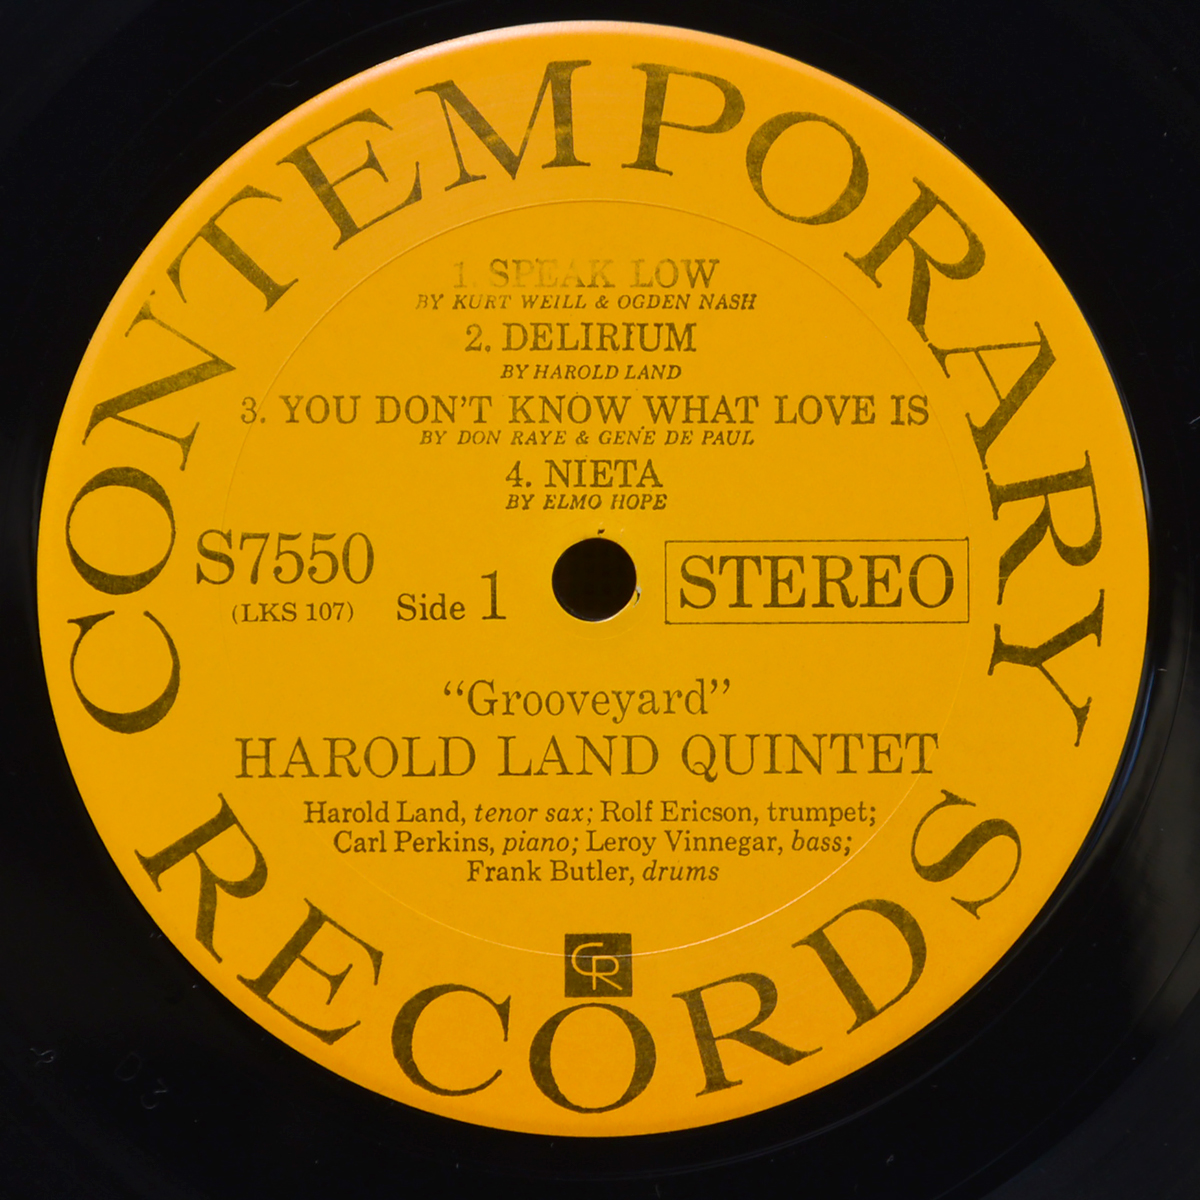 CONTEMPORARY
1. SPEAK LOW
BY KURT WEILL & OGDEN NASH
2. DELIRIUM
BY HAROLD LAND
3. YOU DON'T KNOW WHAT LOVE IS
BY DON RAYE & GENE DE PAUL
4. NIETA
BY ELMO HOPE
S7550
(LKS 107)
Side 1
STEREO
“Grooveyard”
HAROLD LAND QUINTET
Harold Land, tenor sax; Rolf Ericson, trumpet;
Carl Perkins, piano; Leroy Vinnegar, bass;
Frank Butler, drums
CR
RECORDS